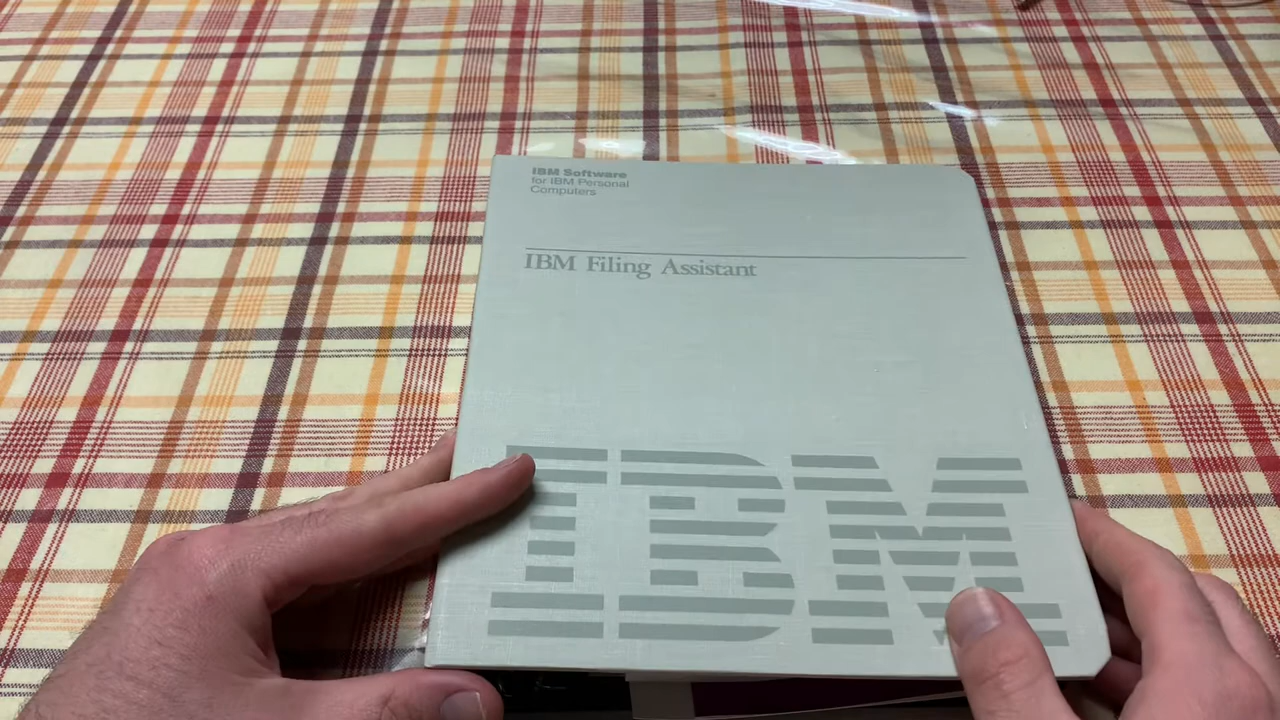 IBM Software
for IBM Personal
Computers
IBM Filing Assistant
IBM